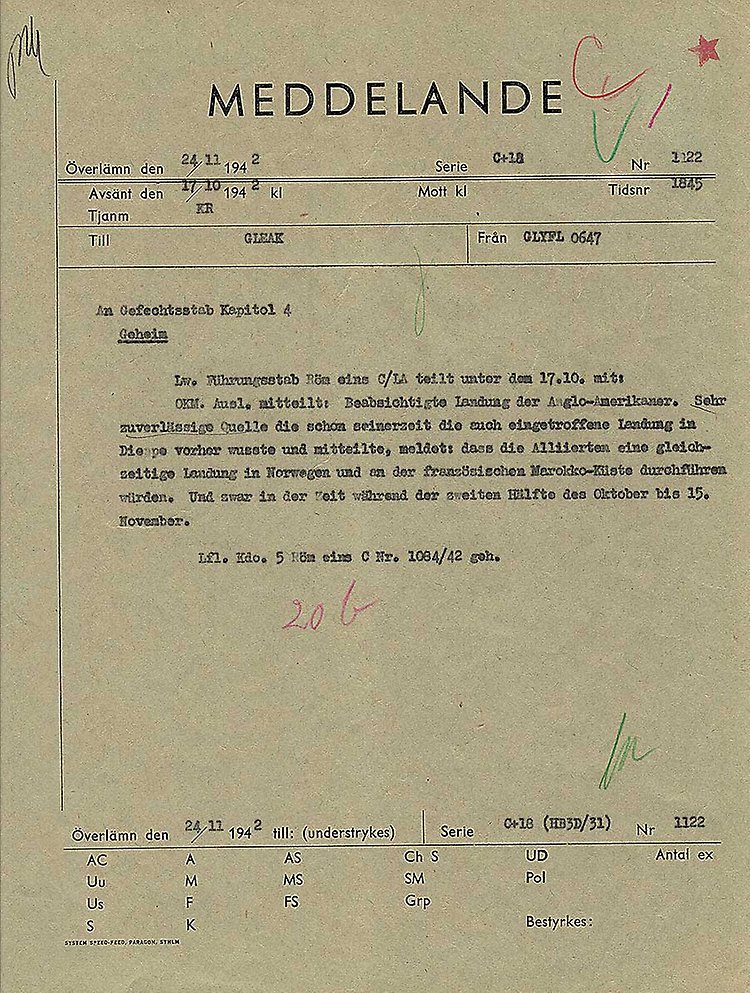 MEDDELANDE
Överlämn den 24/11 1942 Serie C+18 Nr 1122
Avsänt den 17/10 1942 kl Mott kl Tidsnr 1845
Tjanm KR
Till GLEAK Från GLYFL 0647
An Gefechtsstab Kapitol 4
Geheim
Lw. Führungsstab Röm eins C/LA teilt unter dem 17.10. mit:
OKM. Ausl. mitteilt: Beabsichtigte Landung der Anglo-Amerikaner. Sehr
zuverlässige Quelle die schon seinerzeit die auch eingetroffene Landung in
Dieppe vorher wusste und mitteilte, meldet: dass die Alliierten eine gleich-
zeitige Landung in Norwegen und an der französischen Marokko-Küste durchführen
würden. Und zwar in der Zeit während der zweiten Hälfte des Oktober bis 15.
November.
Lfl. Kdo. 5 Röm eins C Nr. 1084/42 geh.
20 b
Överlämn den 24/11 1942 till: (understrykes) Serie C+18 (HB3D/31) Nr 1122
AC A AS Ch S UD Antal ex
Uu M MS SM Pol
Us F FS Grp
S K Bestyrkes:
SYSTEM SPEED-FEED, PARAGON, STHLM